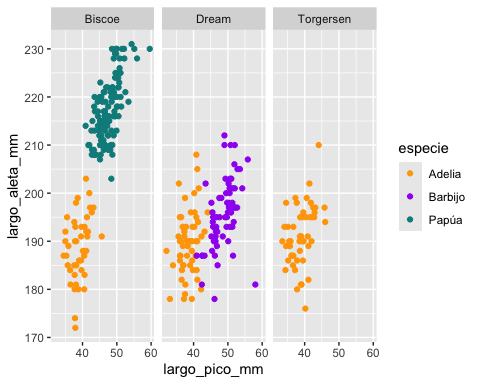 Biscoe Dream Torgersen
230
220
210
200
190
180
170
40 50 60 40 50 60 40 50 60
largo_pico_mm
largo_aleta_mm
especie
Adelia
Barbijo
Papúa